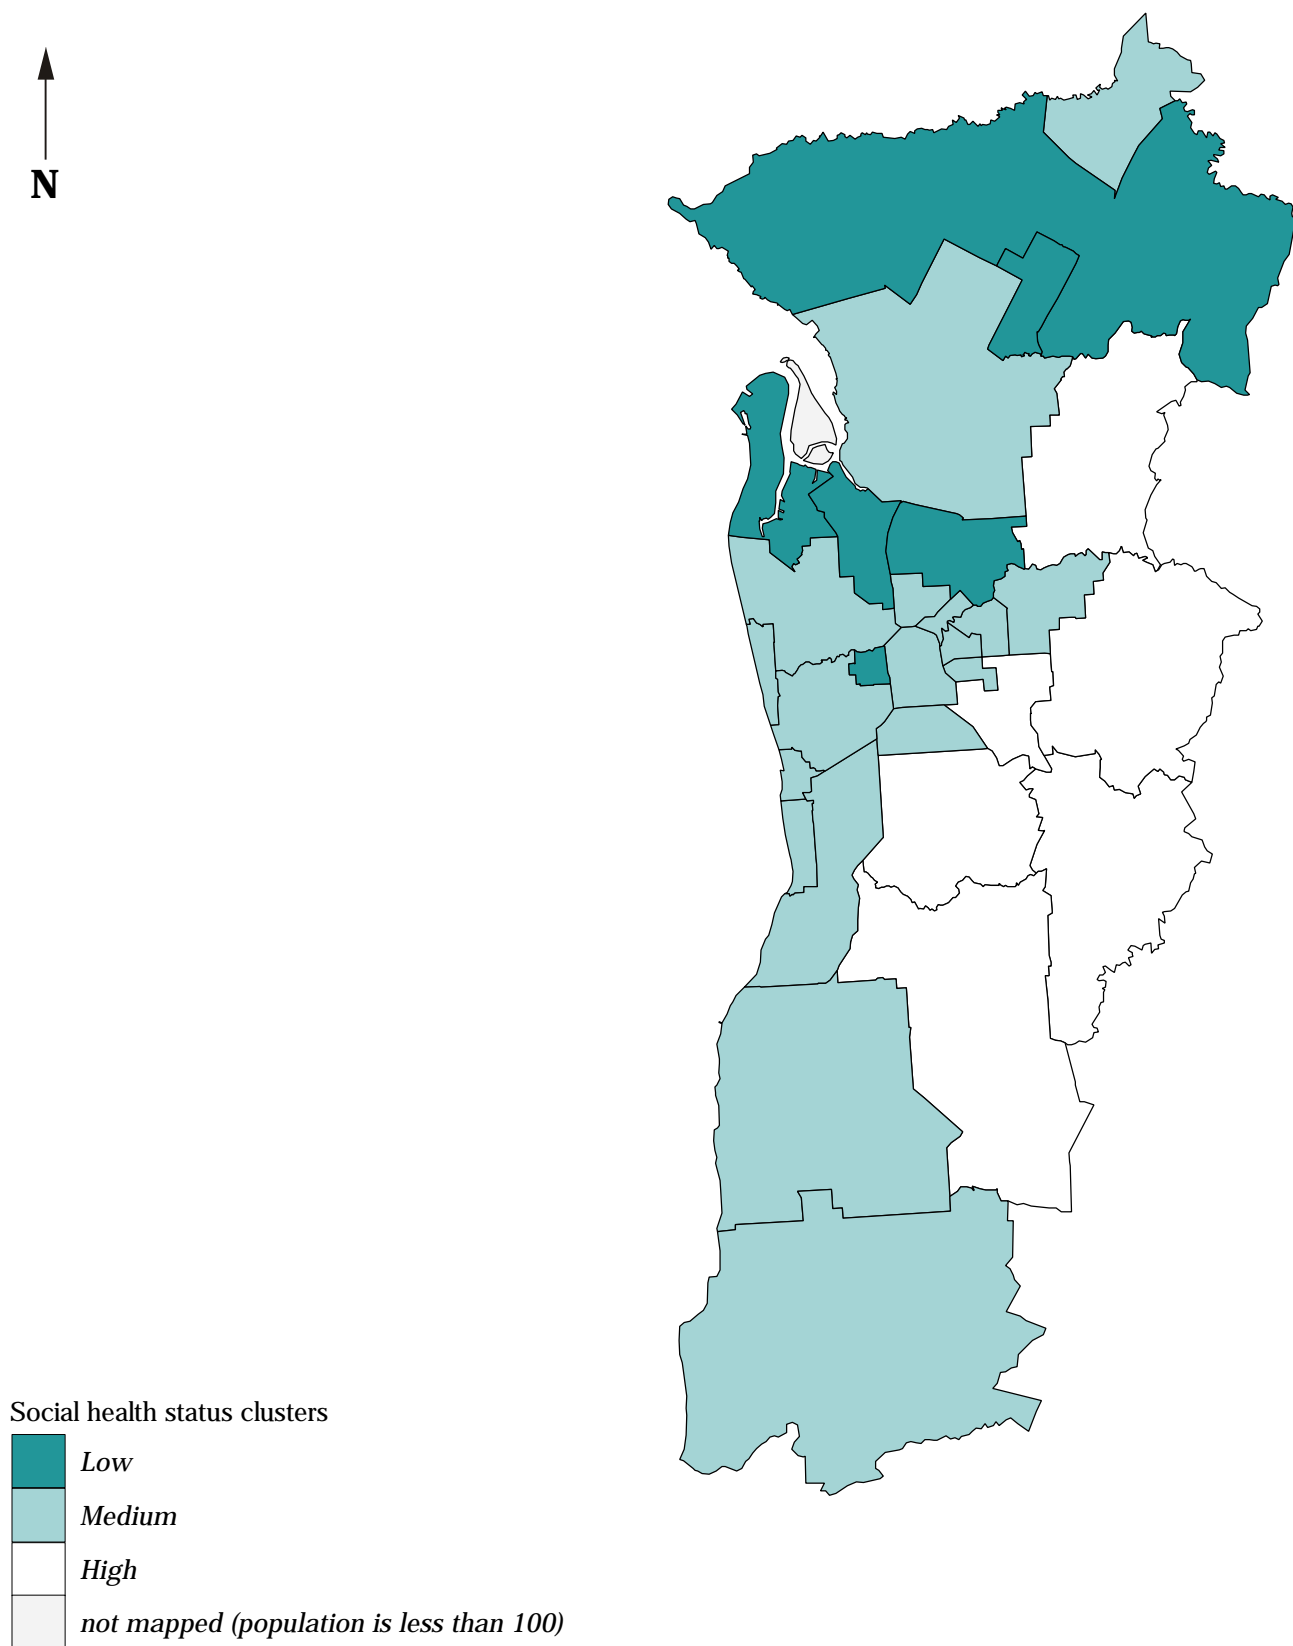 N
Social health status clusters
Low
Medium
High
not mapped (population is less than 100)